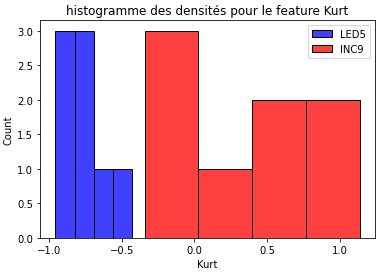 histogramme des densités pour le feature Kurt
LED5
INC9
3.0
2.5
2.0
1.5
1.0
0.5
0.0
Count
−1.0 −0.5 0.0 0.5 1.0
Kurt